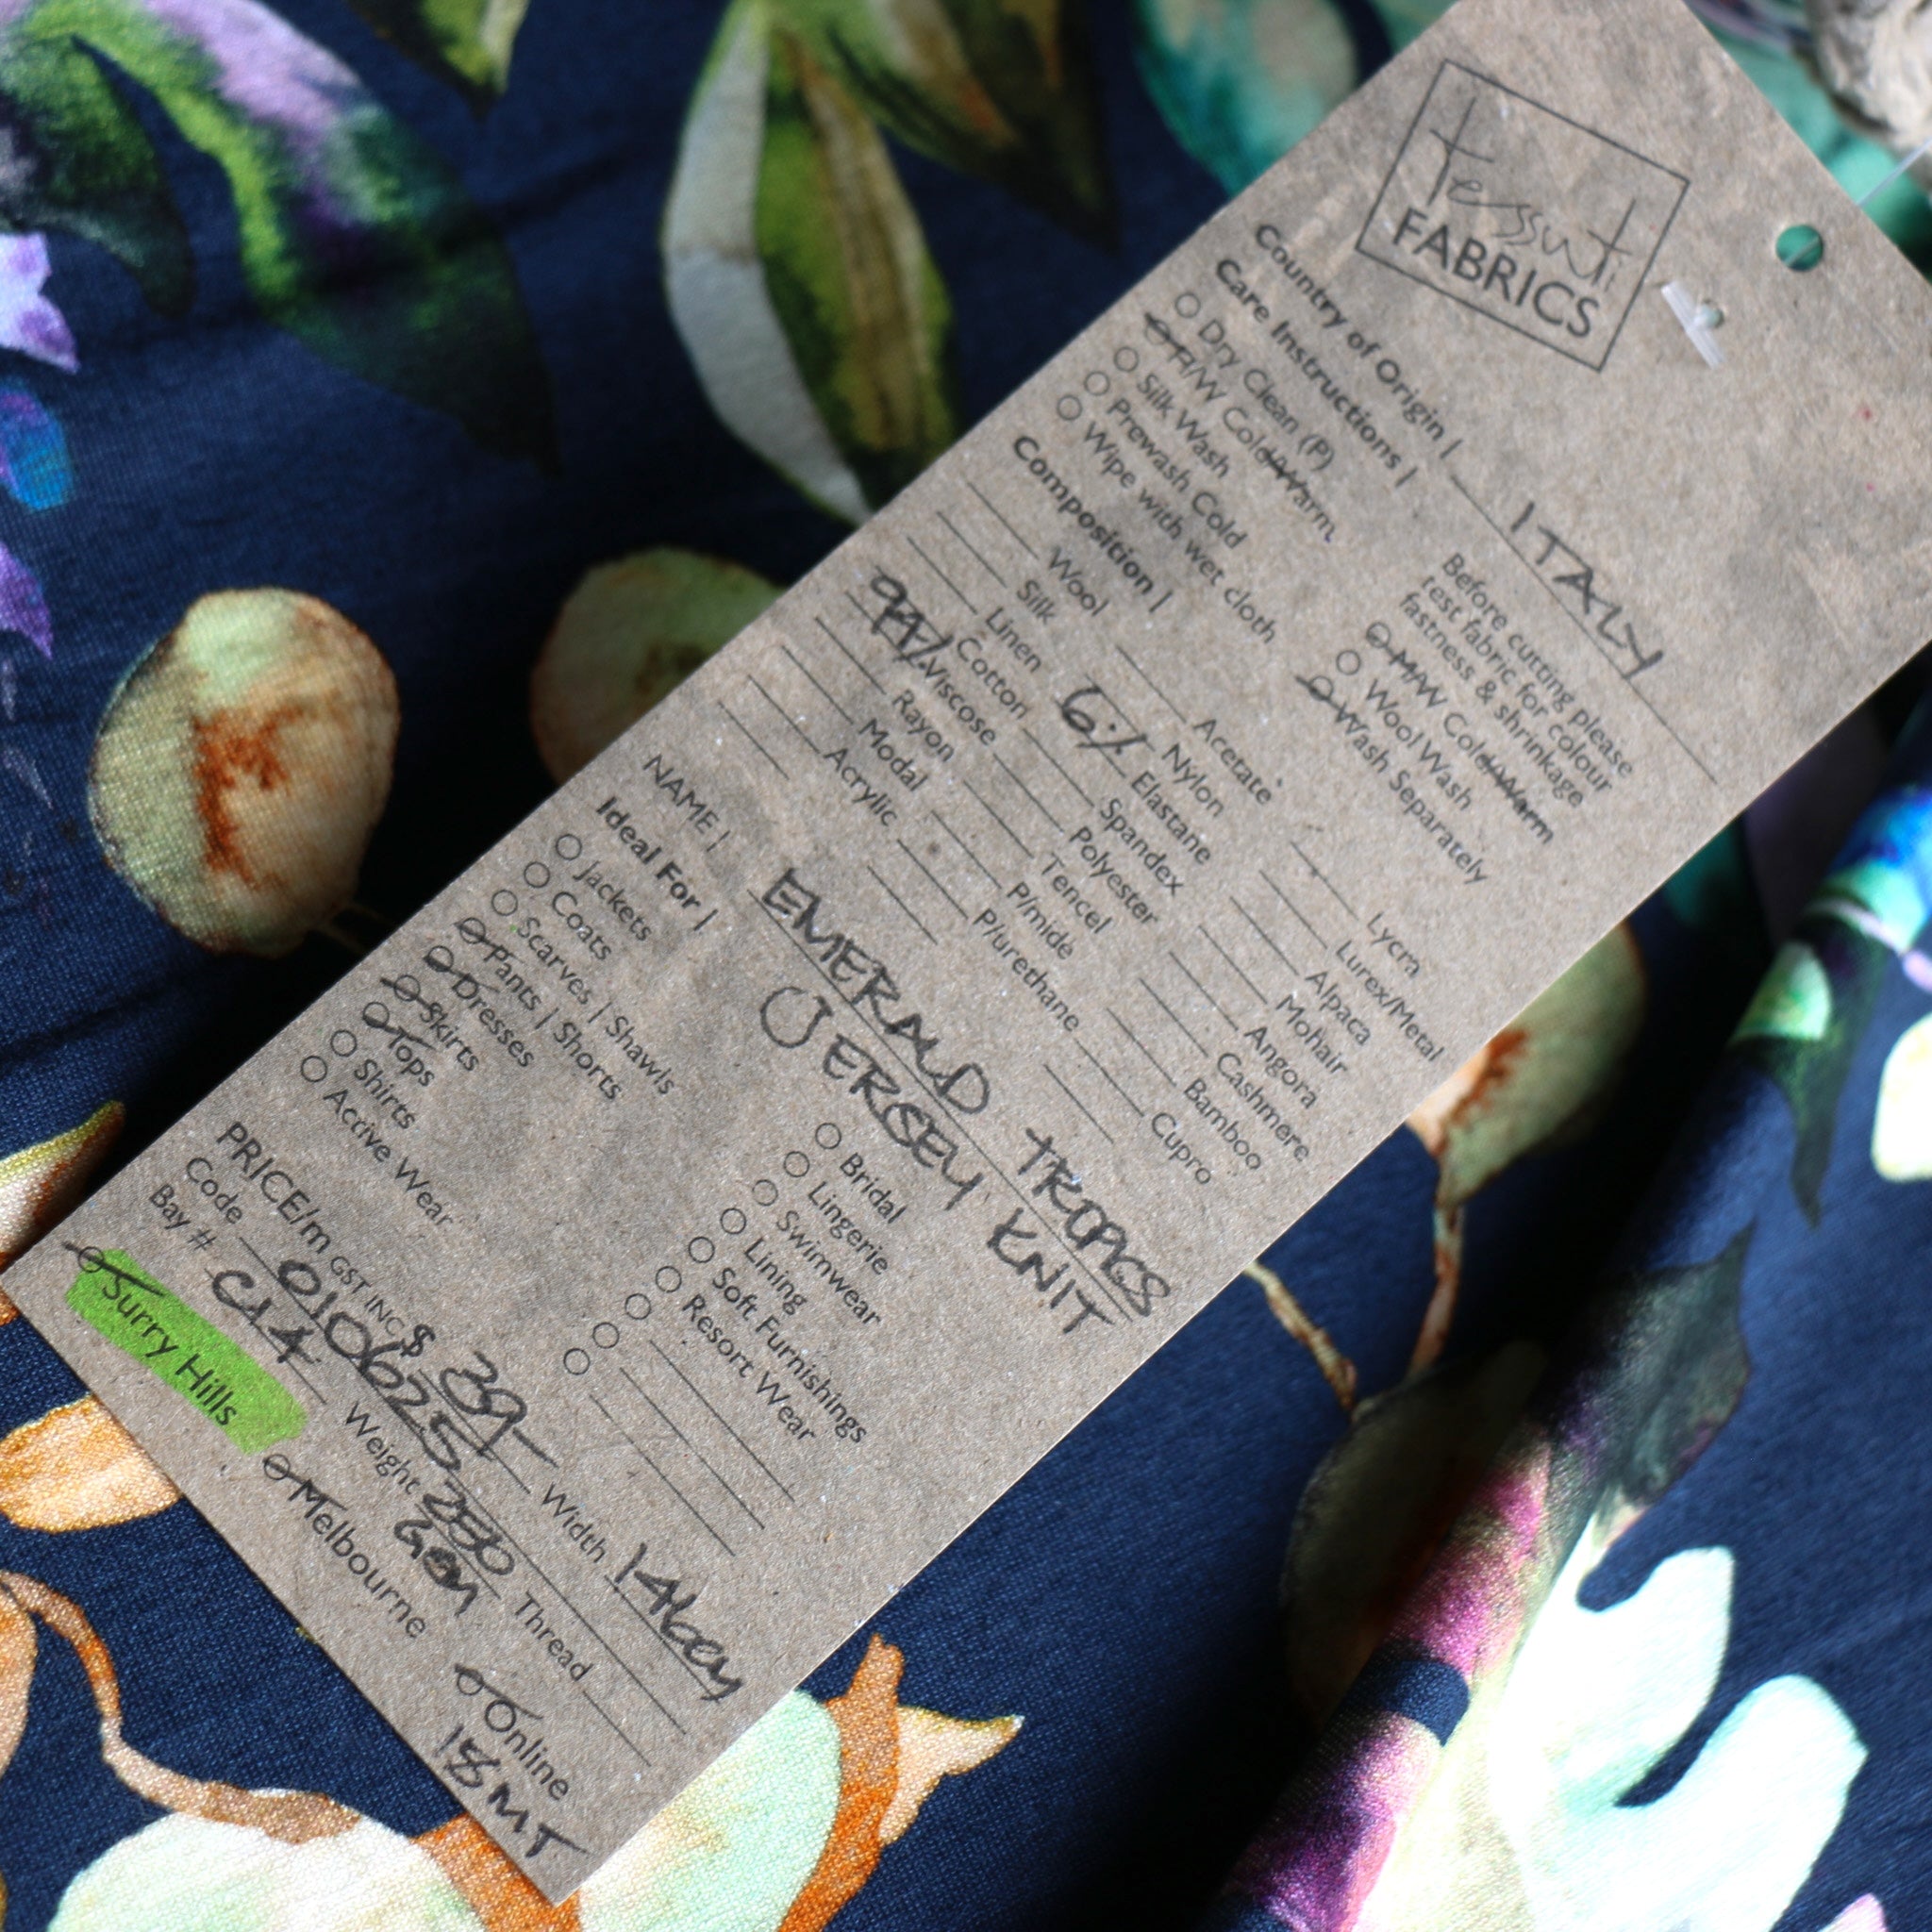 tessuti
FABRICS
Country of Origin | ITALY
Care Instructions |
Dry Clean (P)
H/W Cold/Warm
Silk Wash
Prewash Cold
Wipe with wet cloth
Before cutting please
test fabric for colour
fastness & shrinkage
M/W Cold/Warm
Wool Wash
Wash Separately
Composition |
Wool
Silk
Linen
Cotton
Viscose
Rayon
Modal
Acrylic
Acetate
Nylon
6% Elastane
Spandex
Polyester
Tencel
P/mide
P/urethane
Lycra
Lurex/Metal
Alpaca
Mohair
Angora
Cashmere
Bamboo
Cupro
NAME | EMERALD TROPICS
JERSEY KNIT
Ideal For |
Jackets
Coats
Scarves | Shawls
Pants | Shorts
Dresses
Skirts
Tops
Shirts
Active Wear
Bridal
Lingerie
Swimwear
Lining
Soft Furnishings
Resort Wear
PRICE/m GST INC $ 39- Width 146cm
Code 010625 Thread
Bay # C14 Weight 250
GSM
Surry Hills Melbourne Online
18MT